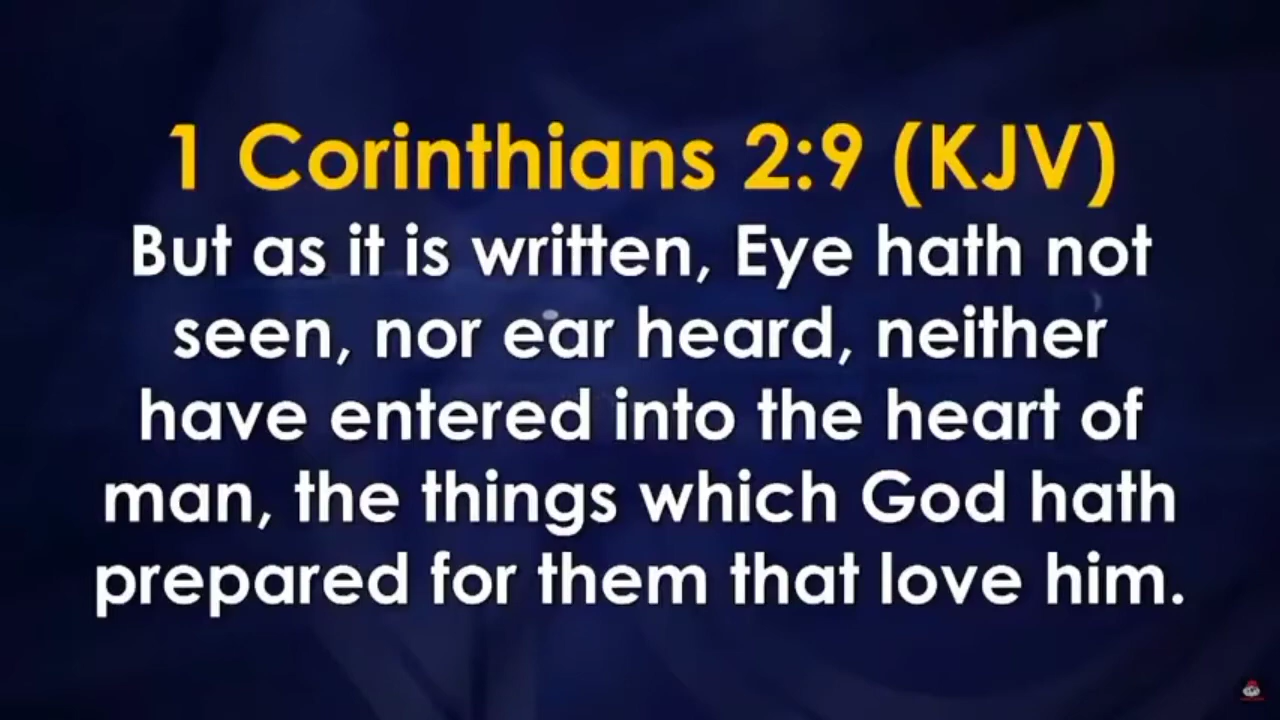 1 Corinthians 2:9 (KJV)
But as it is written, Eye hath not
seen, nor ear heard, neither
have entered into the heart of
man, the things which God hath
prepared for them that love him.